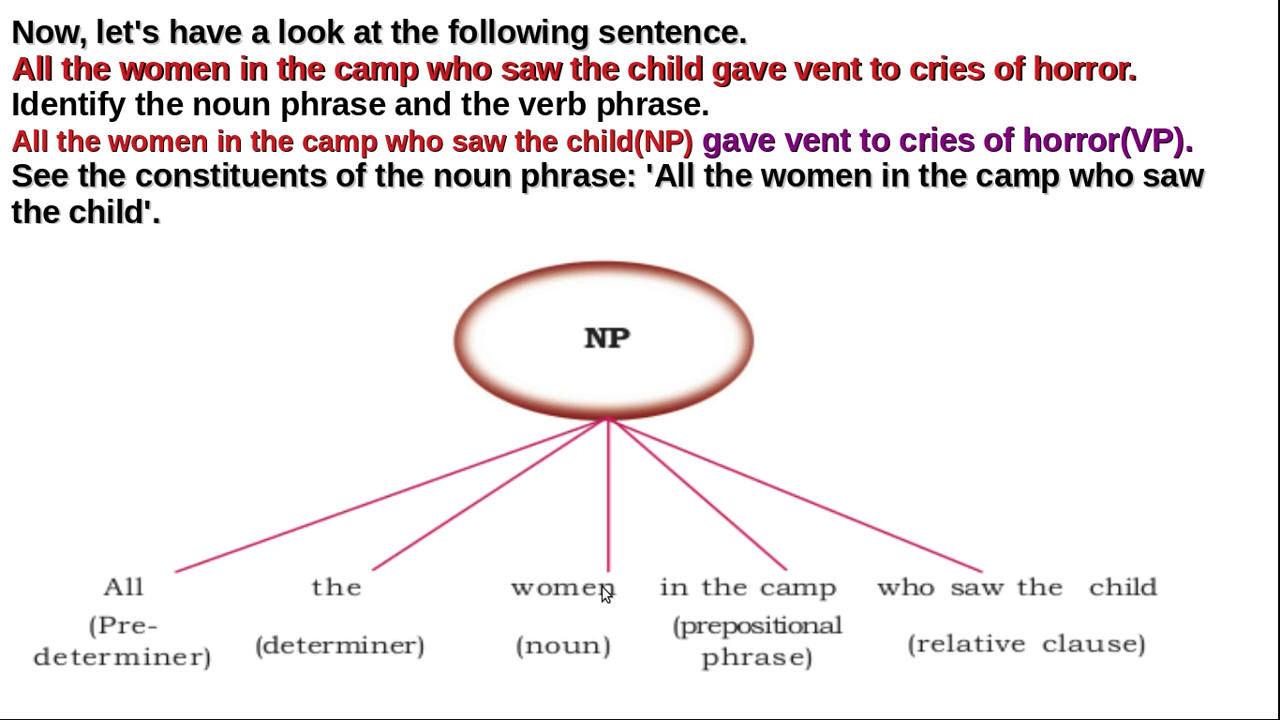 Now, let's have a look at the following sentence.
All the women in the camp who saw the child gave vent to cries of horror.
Identify the noun phrase and the verb phrase.
All the women in the camp who saw the child(NP) gave vent to cries of horror(VP).
See the constituents of the noun phrase: 'All the women in the camp who saw
the child'.
NP
All the women in the camp who saw the child
(Pre-
determiner) (determiner) (noun) (prepositional
phrase) (relative clause)